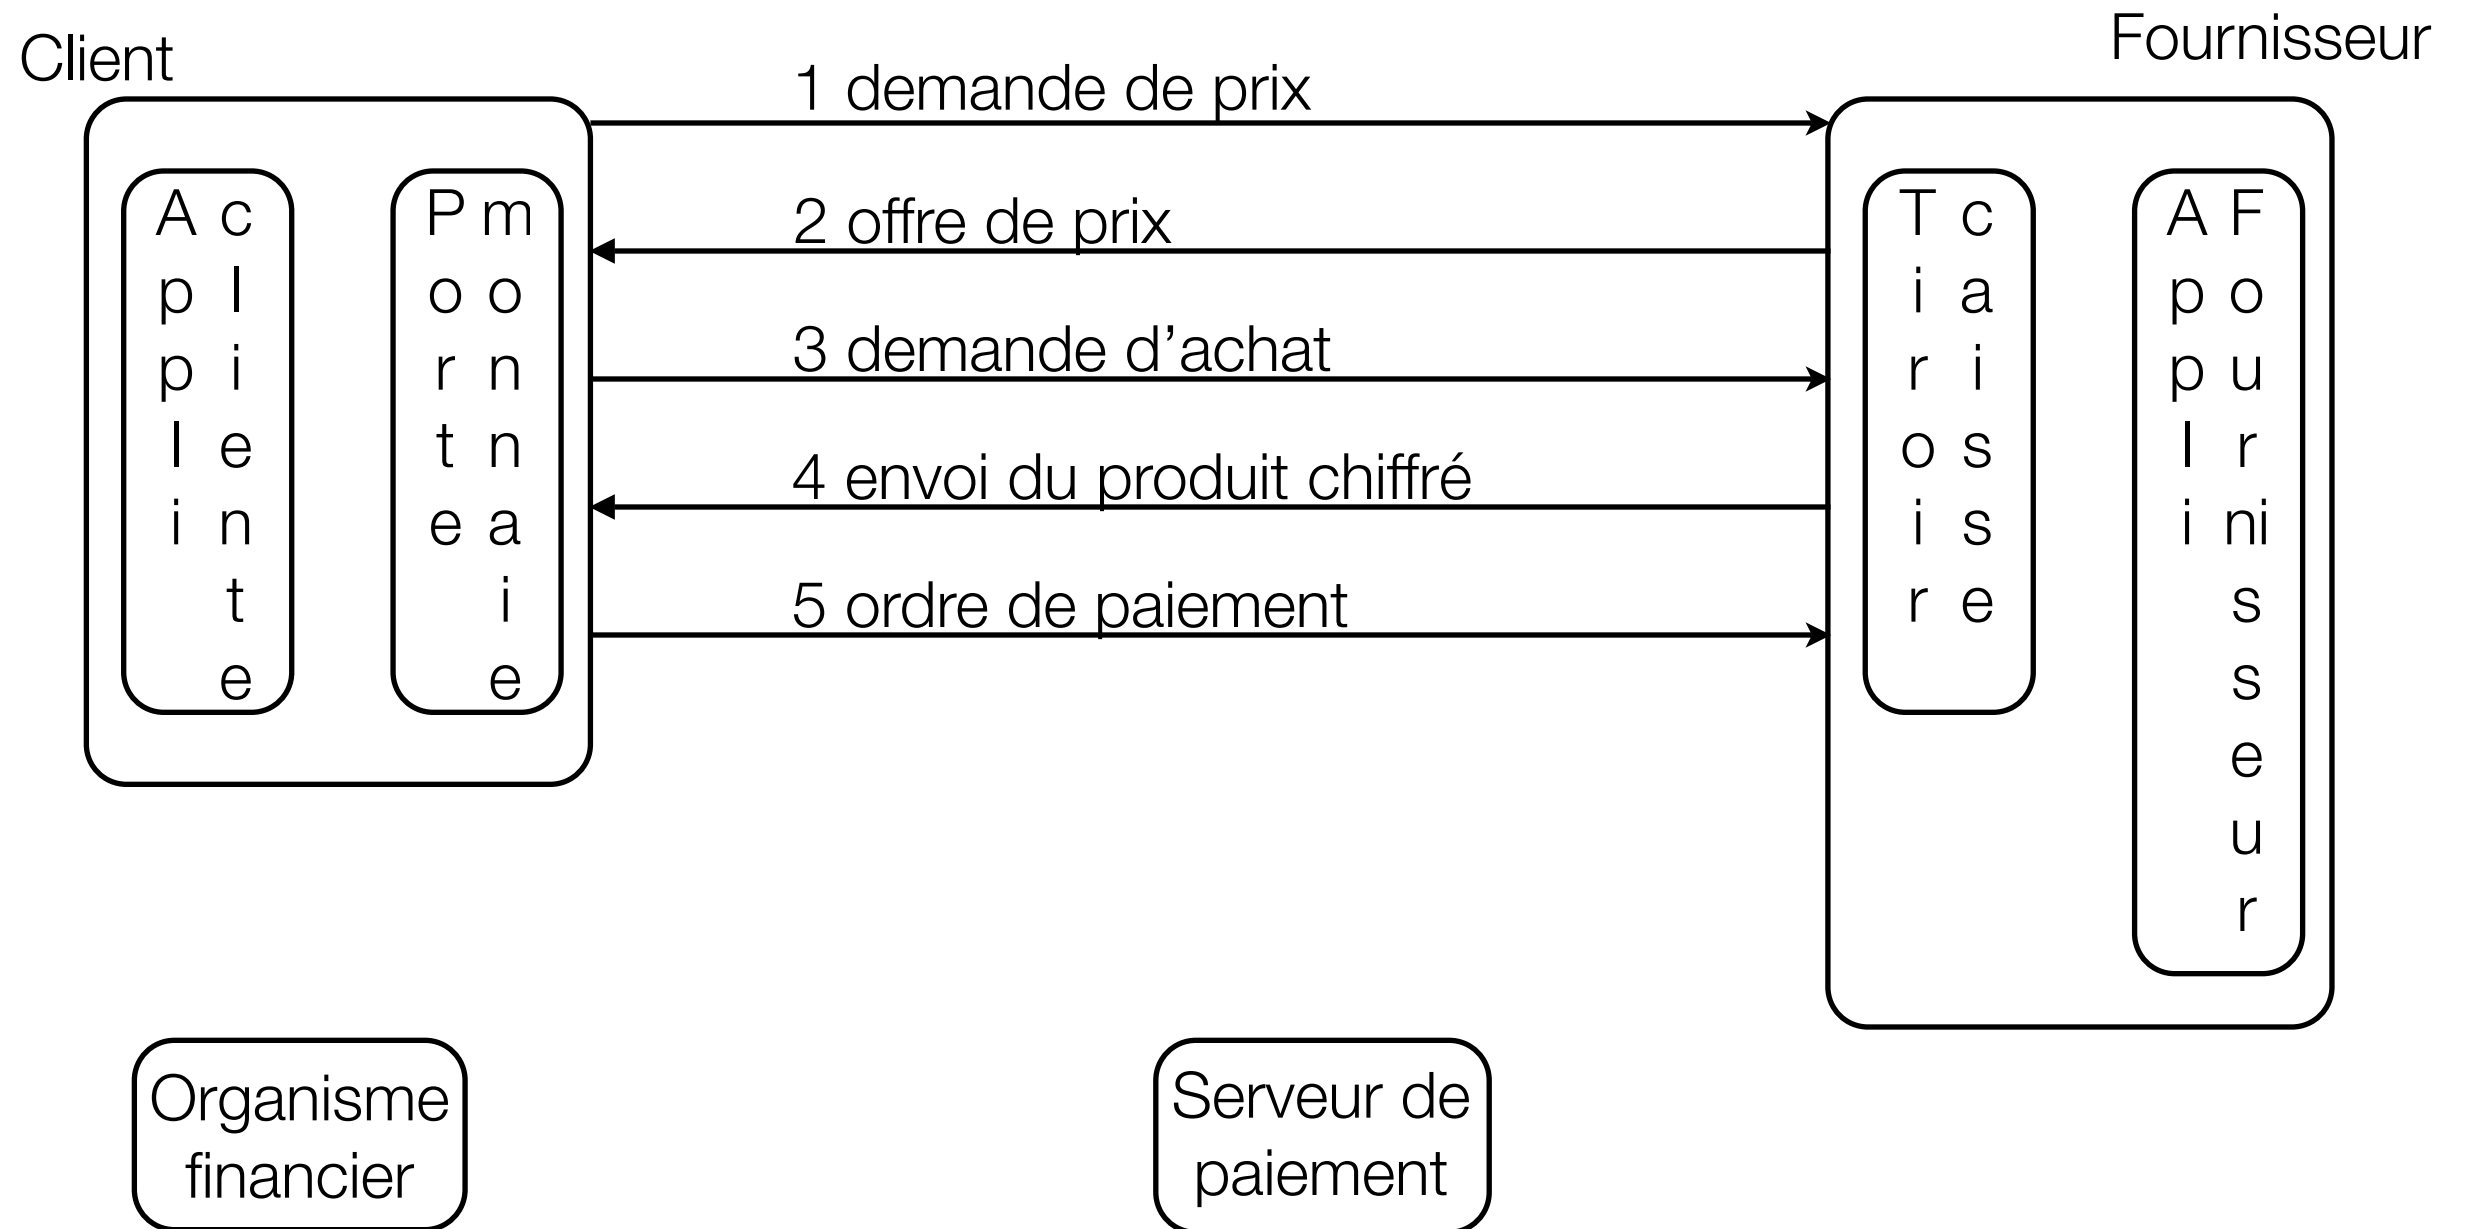 Client
Fournisseur
1 demande de prix
2 offre de prix
3 demande d’achat
4 envoi du produit chiffré
5 ordre de paiement
Appli
cliente
Porte
monnaie
Tiroir
caisse
Appli
Fournisseur
Organisme
financier
Serveur de
paiement